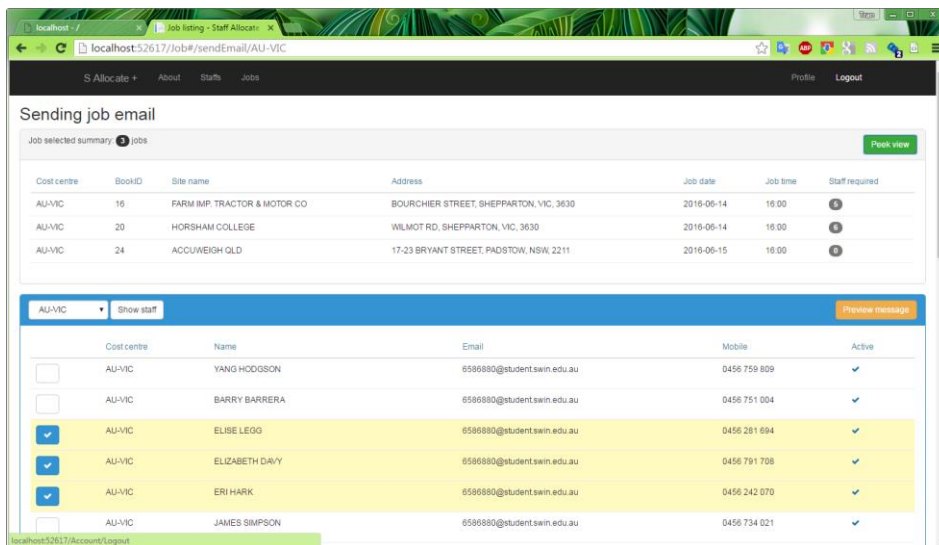 localhost - /
Job listing - Staff Allocate
localhost:52617/Job#/sendEmail/AU-VIC
S Allocate + About Staffs Jobs Profile Logout
Sending job email
Job selected summary: 3 jobs Peek view
Cost centre BookID Site name Address Job date Job time Staff required
AU-VIC 16 FARM IMP. TRACTOR & MOTOR CO BOURCHIER STREET, SHEPPARTON, VIC, 3630 2016-06-14 16:00 5
AU-VIC 20 HORSHAM COLLEGE WILMOT RD, SHEPPARTON, VIC, 3630 2016-06-14 16:00 6
AU-VIC 24 ACCUWEIGH QLD 17-23 BRYANT STREET, PADSTOW, NSW, 2211 2016-06-15 16:00 0
AU-VIC Show staff Preview message
Cost centre Name Email Mobile Active
AU-VIC YANG HODGSON 6586880@student.swin.edu.au 0456 759 809
AU-VIC BARRY BARRERA 6586880@student.swin.edu.au 0456 751 004
AU-VIC ELISE LEGG 6586880@student.swin.edu.au 0456 281 694
AU-VIC ELIZABETH DAVY 6586880@student.swin.edu.au 0456 791 708
AU-VIC ERI HARK 6586880@student.swin.edu.au 0456 242 070
AU-VIC JAMES SIMPSON 6586880@student.swin.edu.au 0456 734 021
localhost:52617/Account/Logout